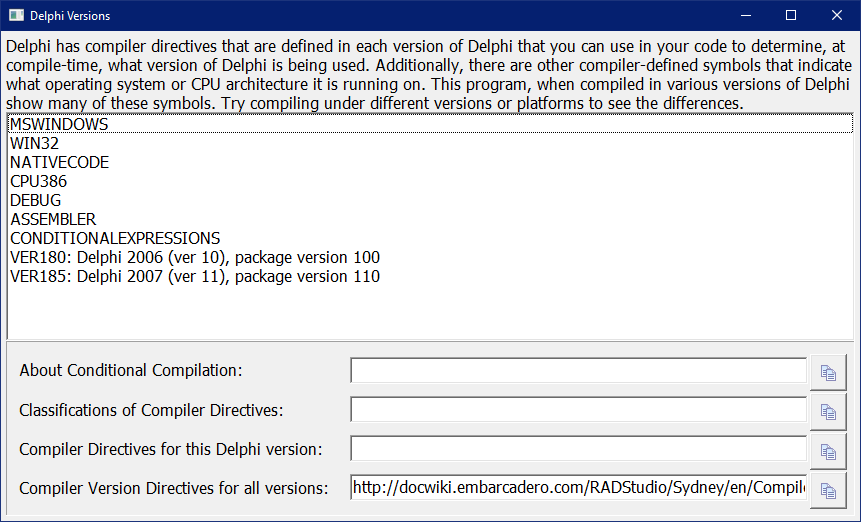 Delphi Versions
Delphi has compiler directives that are defined in each version of Delphi that you can use in your code to determine, at
compile-time, what version of Delphi is being used. Additionally, there are other compiler-defined symbols that indicate
what operating system or CPU architecture it is running on. This program, when compiled in various versions of Delphi
show many of these symbols. Try compiling under different versions or platforms to see the differences.
MSWINDOWS
WIN32
NATIVECODE
CPU386
DEBUG
ASSEMBLER
CONDITIONALEXPRESSIONS
VER180: Delphi 2006 (ver 10), package version 100
VER185: Delphi 2007 (ver 11), package version 110
About Conditional Compilation:
Classifications of Compiler Directives:
Compiler Directives for this Delphi version:
Compiler Version Directives for all versions: http://docwiki.embarcadero.com/RADStudio/Sydney/en/Compile